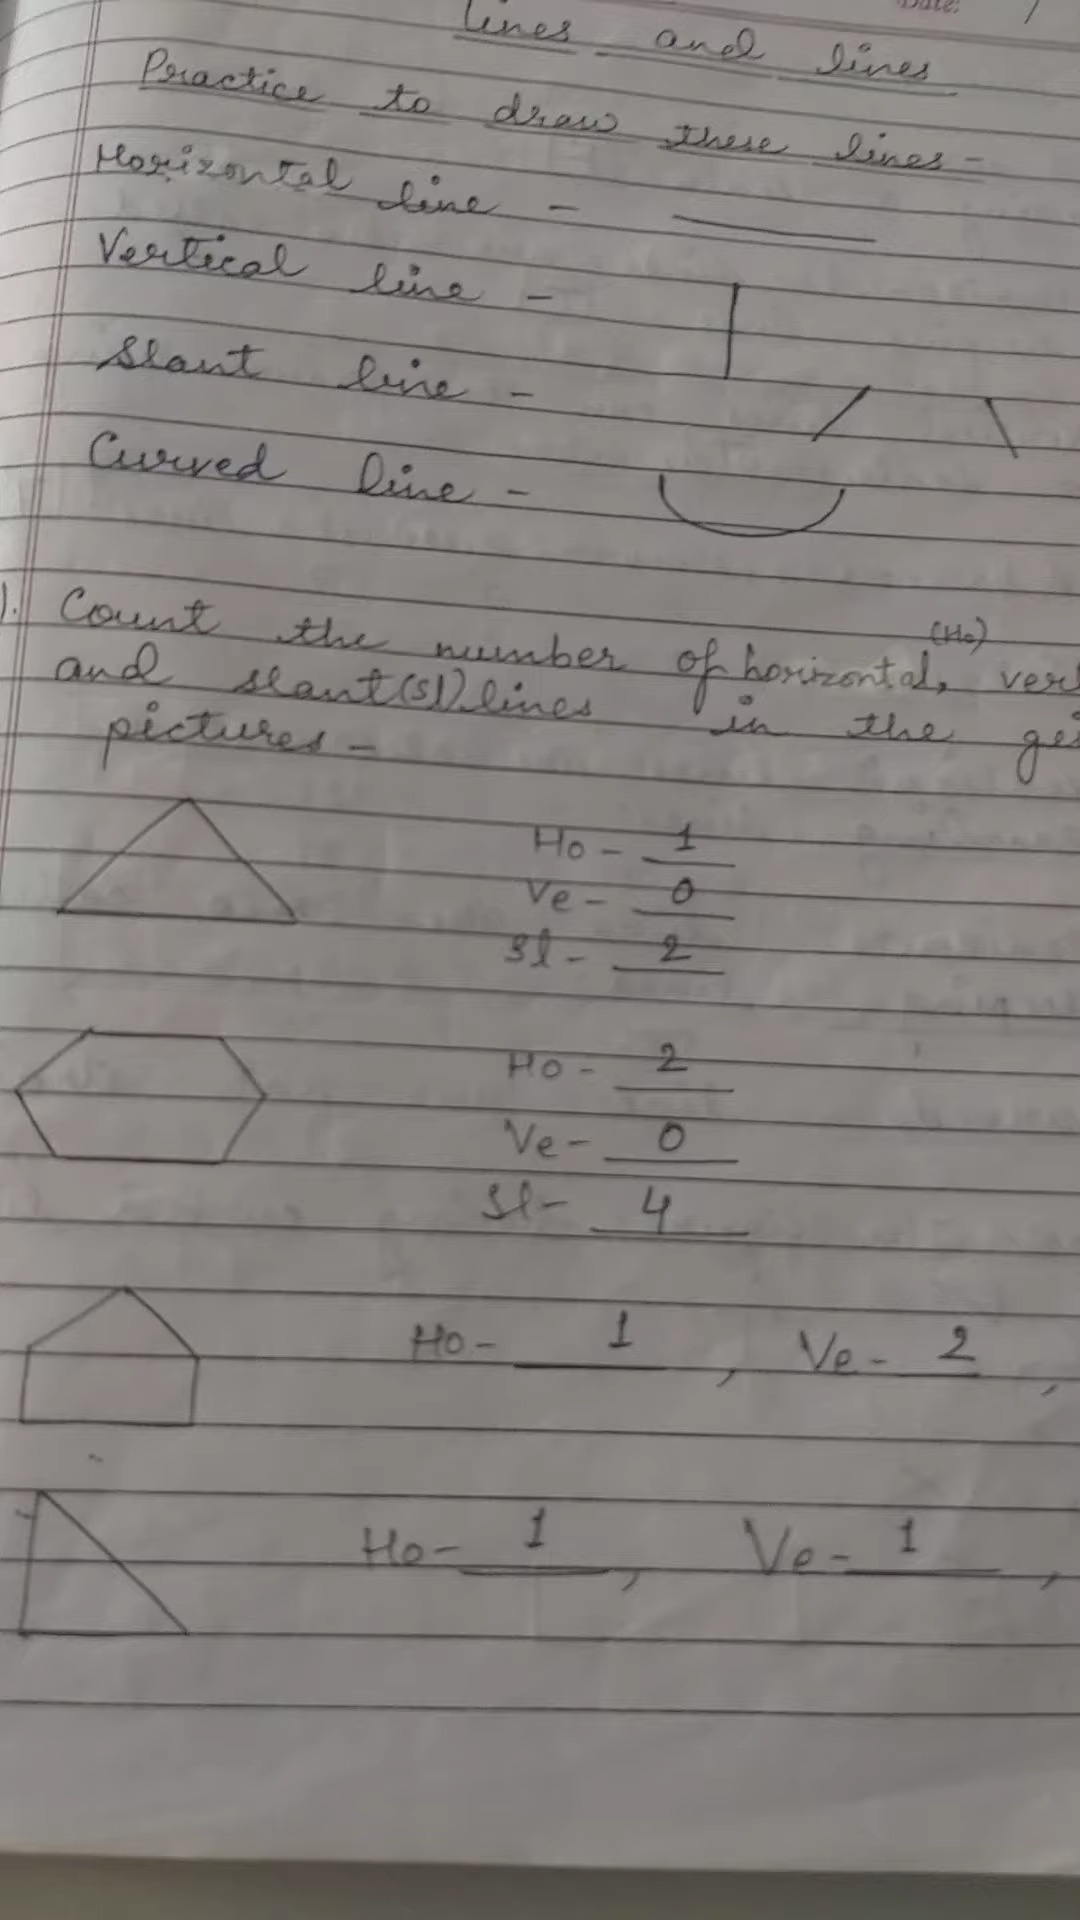 Date:
Lines and lines
Practice to draw these lines -
Horizontal line -
Vertical line -
Slant line -
Curved line -
1. Count the number of horizontal, (Ho)
and slant(sl) lines in the
pictures -
Ho - 1
Ve - 0
Sl - 2
Ho - 2
Ve - 0
Sl - 4
Ho - 1, Ve - 2,
Ho - 1, Ve - 1,